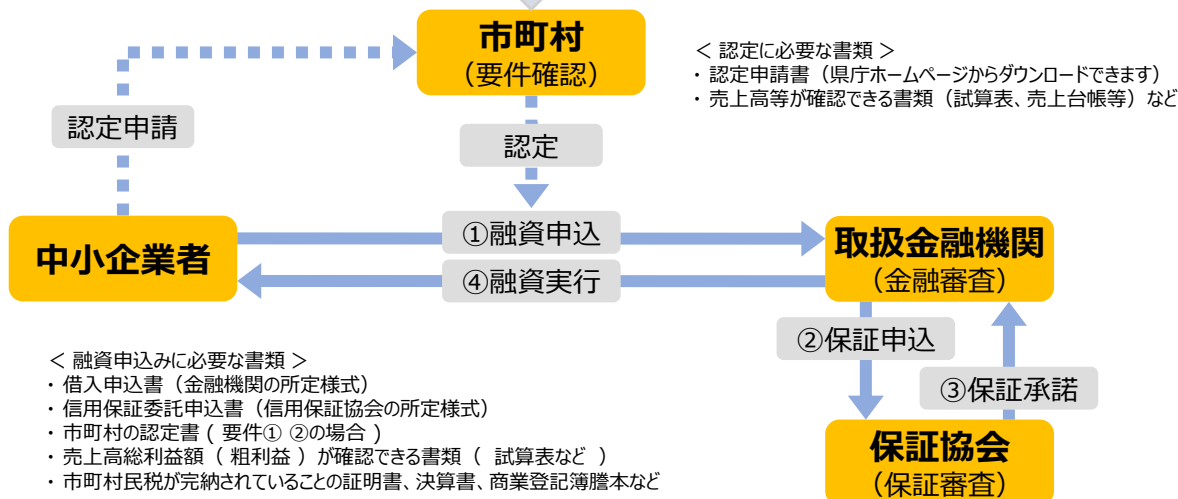 市町村
（要件確認）
＜ 認定に必要な書類 ＞
・ 認定申請書（県庁ホームページからダウンロードできます）
・ 売上高等が確認できる書類（試算表、売上台帳等）など
認定申請
認定
中小企業者
①融資申込
④融資実行
取扱金融機関
（金融審査）
②保証申込
③保証承諾
保証協会
（保証審査）
＜ 融資申込みに必要な書類 ＞
・ 借入申込書（金融機関の所定様式）
・ 信用保証委託申込書（信用保証協会の所定様式）
・ 市町村の認定書 ( 要件① ②の場合 )
・ 売上高総利益額（ 粗利益 ）が確認できる書類（ 試算表など ）
・ 市町村民税が完納されていることの証明書、決算書、商業登記簿謄本など